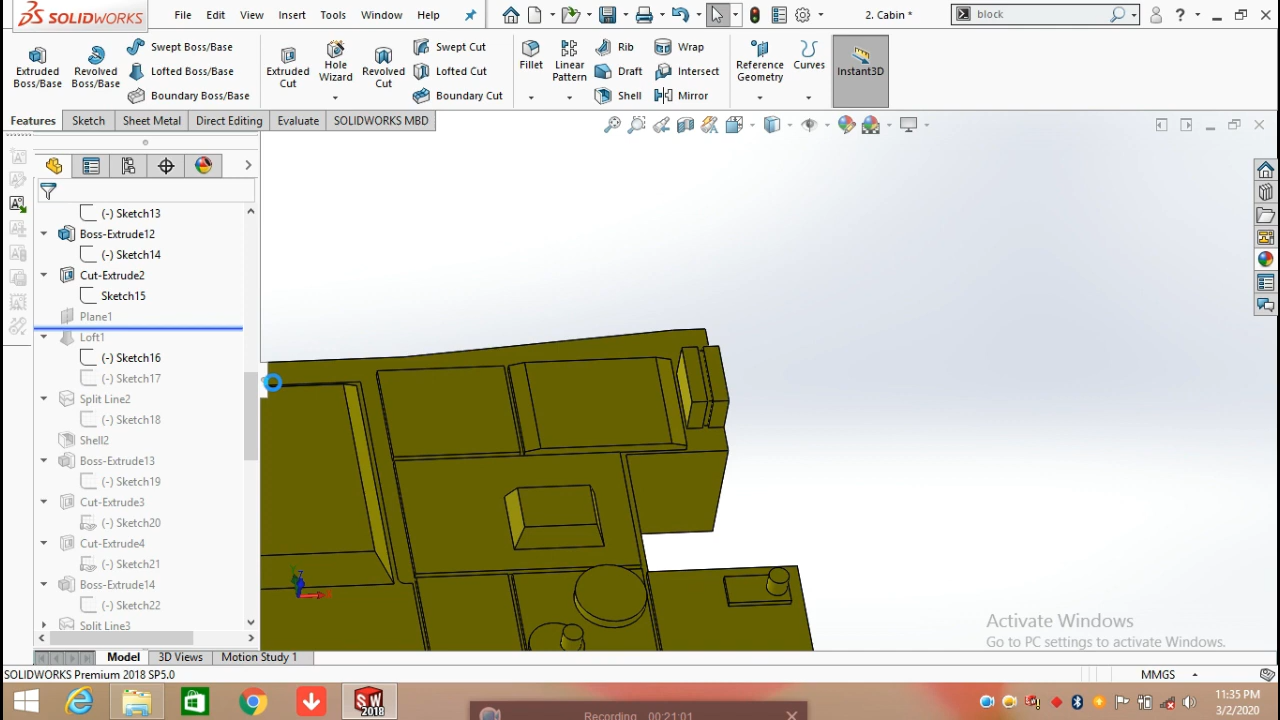 SOLIDWORKS File Edit View Insert Tools Window Help 2. Cabin * block ?
Extruded Boss/Base
Revolved Boss/Base
Swept Boss/Base
Lofted Boss/Base
Boundary Boss/Base
Extruded Cut
Hole Wizard
Revolved Cut
Swept Cut
Lofted Cut
Boundary Cut
Fillet
Linear Pattern
Rib
Draft
Shell
Wrap
Intersect
Mirror
Reference Geometry
Curves
Instant3D
Features Sketch Sheet Metal Direct Editing Evaluate SOLIDWORKS MBD
(-) Sketch13
Boss-Extrude12
(-) Sketch14
Cut-Extrude2
Sketch15
Plane1
Loft1
(-) Sketch16
(-) Sketch17
Split Line2
(-) Sketch18
Shell2
Boss-Extrude13
(-) Sketch19
Cut-Extrude3
(-) Sketch20
Cut-Extrude4
(-) Sketch21
Boss-Extrude14
(-) Sketch22
Split Line3
Activate Windows
Go to PC settings to activate Windows.
Model 3D Views Motion Study 1
SOLIDWORKS Premium 2018 SP5.0 MMGS
SW 2018
Recording 00:21:01
11:35 PM
3/2/2020